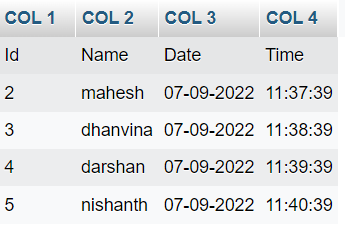 COL 1 COL 2 COL 3 COL 4
Id Name Date Time
2 mahesh 07-09-2022 11:37:39
3 dhanvina 07-09-2022 11:38:39
4 darshan 07-09-2022 11:39:39
5 nishanth 07-09-2022 11:40:39